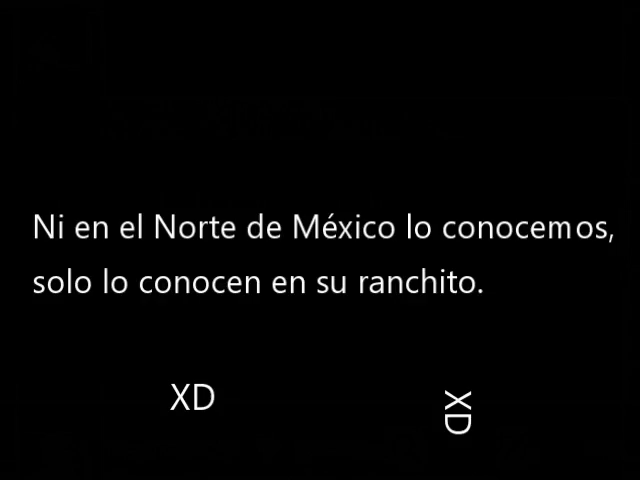 Ni en el Norte de México lo conocemos,
solo lo conocen en su ranchito.
XD
XD